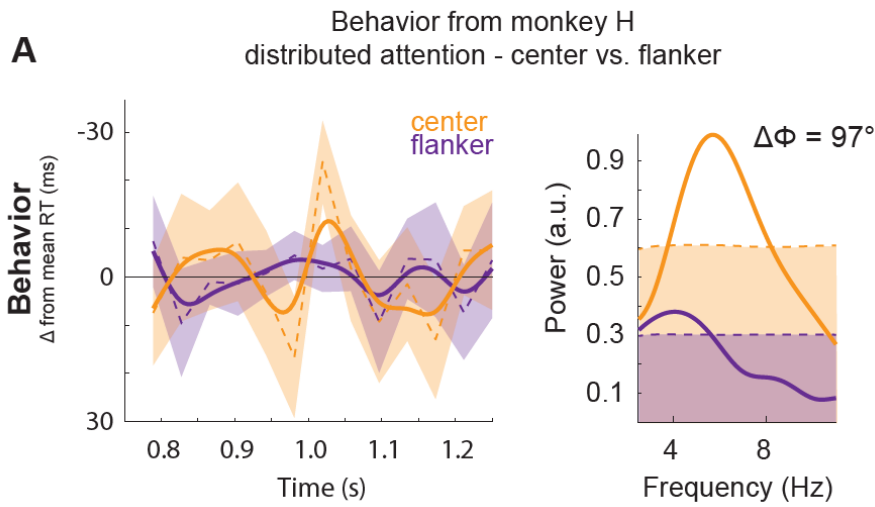 A
Behavior from monkey H
distributed attention - center vs. flanker
Behavior
Δ from mean RT (ms)
-30
0
30
center
flanker
0.8 0.9 1.0 1.1 1.2
Time (s)
Power (a.u.)
0.9
0.7
0.5
0.3
0.1
ΔΦ = 97°
4 8
Frequency (Hz)